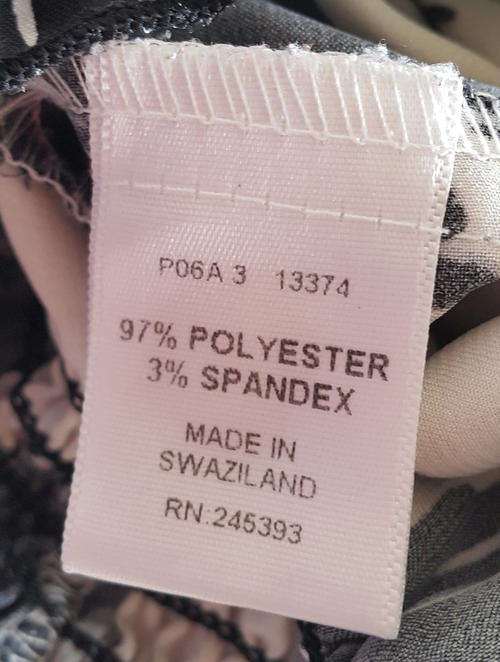 P06A 3 13374
97% POLYESTER
3% SPANDEX
MADE IN
SWAZILAND
RN:245393